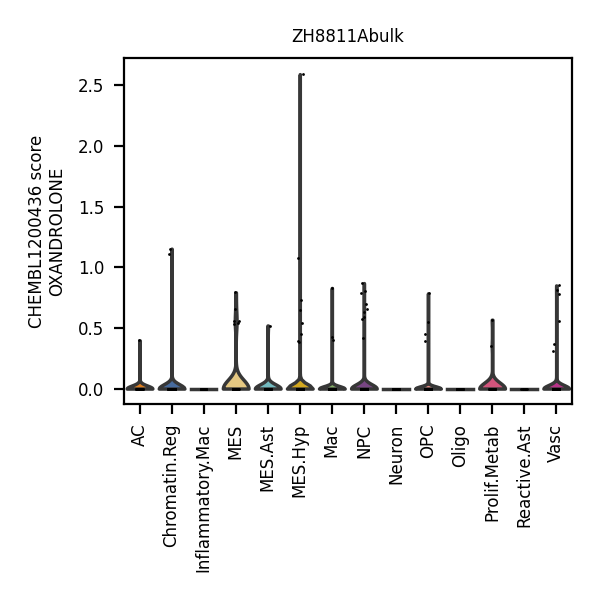 ZH8811Abulk
CHEMBL1200436 score
OXANDROLONE
2.5
2.0
1.5
1.0
0.5
0.0
AC
Chromatin.Reg
Inflammatory.Mac
MES
MES.Ast
MES.Hyp
Mac
NPC
Neuron
OPC
Oligo
Prolif.Metab
Reactive.Ast
Vasc